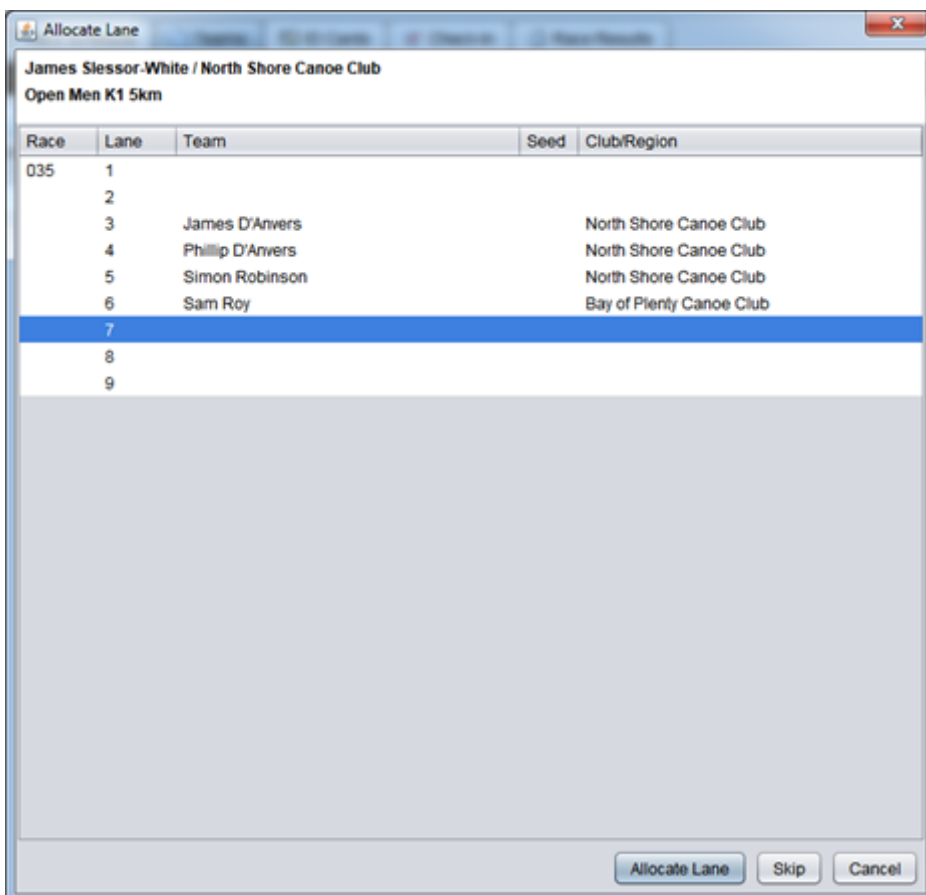 Allocate Lane
James Slessor-White / North Shore Canoe Club
Open Men K1 5km
Race Lane Team Seed Club/Region
035 1
2
3 James D'Anvers North Shore Canoe Club
4 Phillip D'Anvers North Shore Canoe Club
5 Simon Robinson North Shore Canoe Club
6 Sam Roy Bay of Plenty Canoe Club
7
8
9
Allocate Lane Skip Cancel